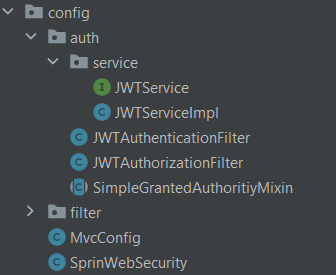 config
auth
service
JWTService
JWTServiceImpl
JWTAuthenticationFilter
JWTAuthorizationFilter
SimpleGrantedAuthoritiyMixin
filter
MvcConfig
SprinWebSecurity